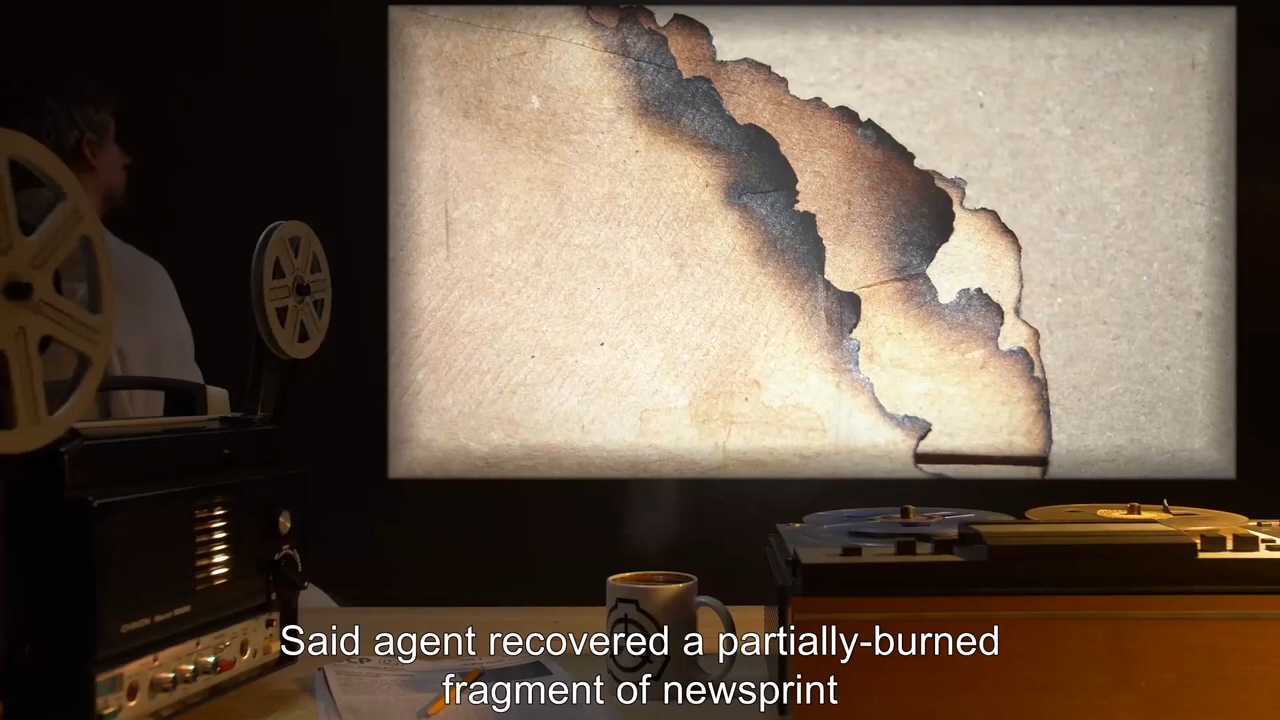 Said agent recovered a partially-burned
fragment of newsprint